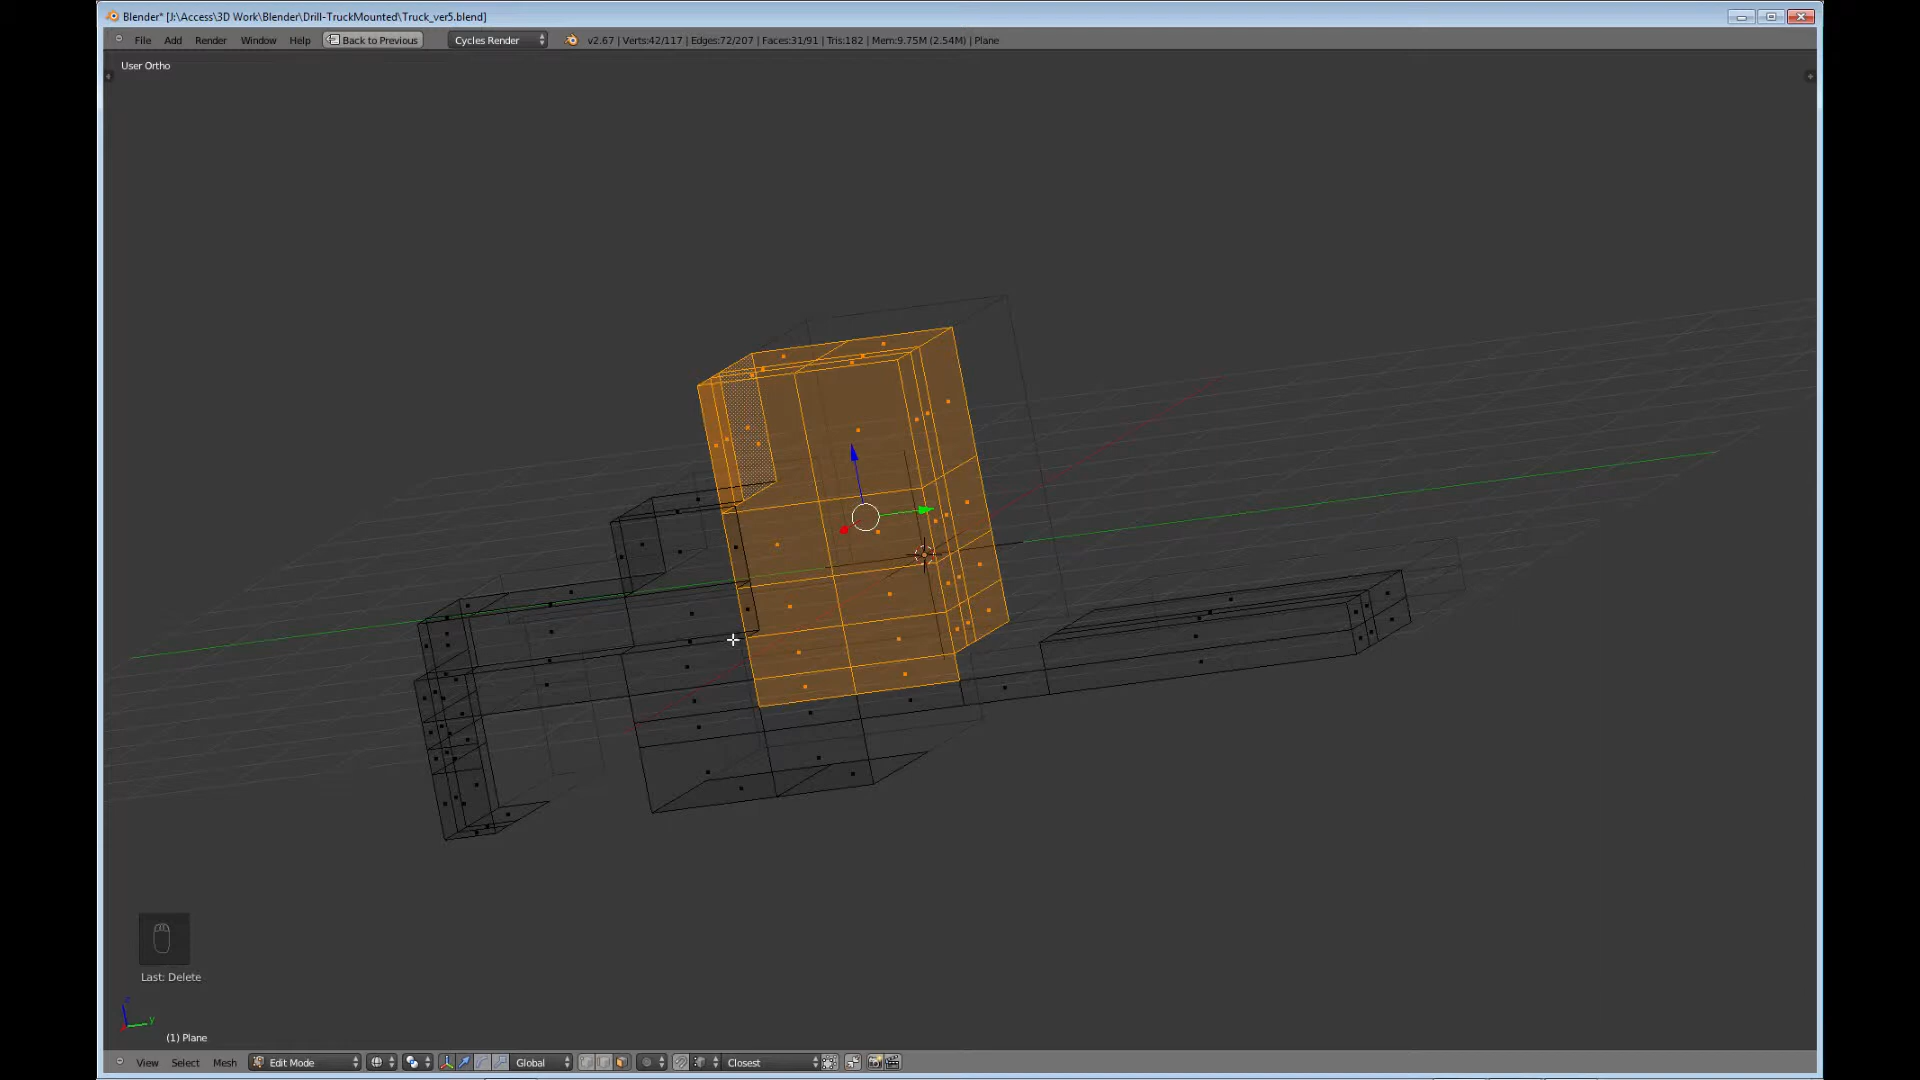 Blender* [J:\Access\3D Work\Blender\Drill-TruckMounted\Truck_ver5.blend]
File Add Render Window Help Back to Previous Cycles Render v2.67 | Verts:42/117 | Edges:72/207 | Faces:31/91 | Tris:182 | Mem:9.75M (2.54M) | Plane
User Ortho
Last: Delete
z
y
(1) Plane
View Select Mesh Edit Mode Global Closest